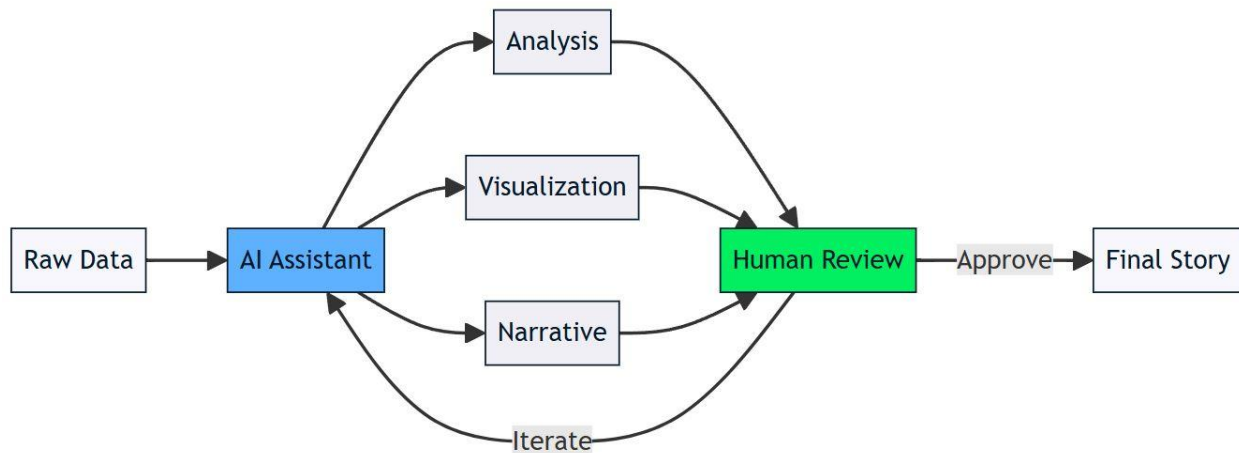 Analysis
Visualization
Raw Data
AI Assistant
Human Review
Approve
Final Story
Narrative
Iterate